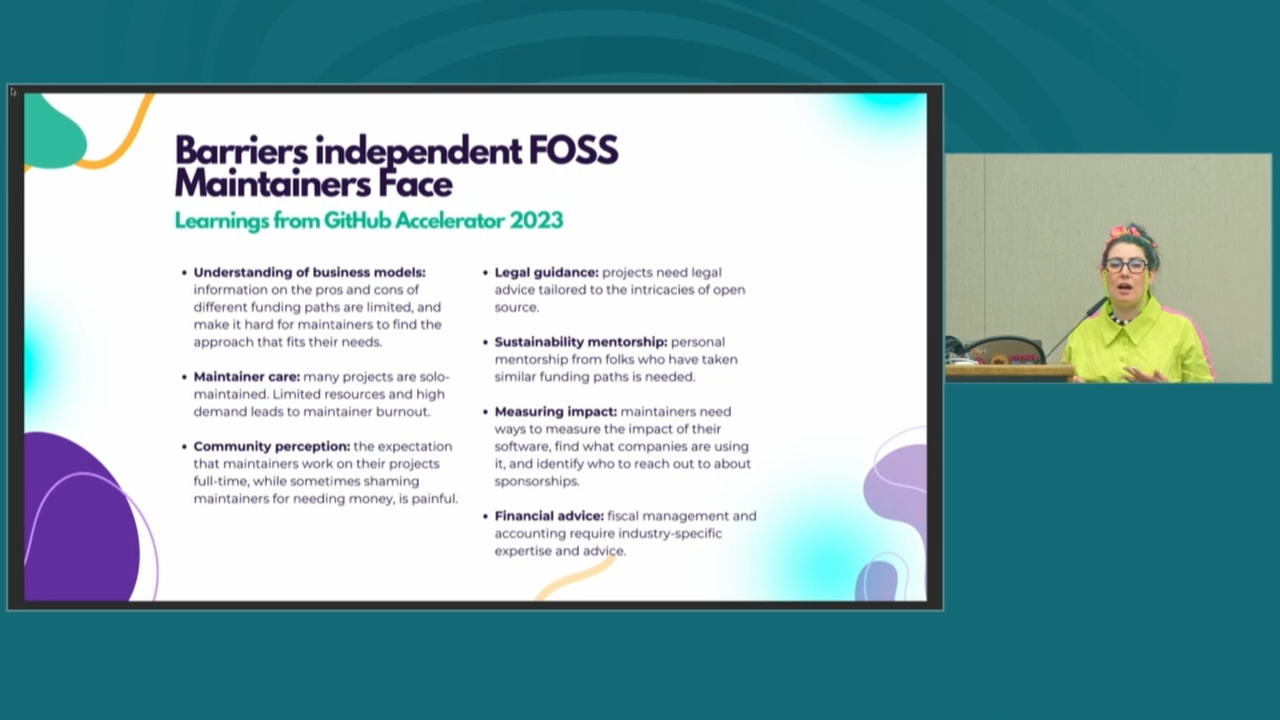 Barriers independent FOSS
Maintainers Face
Learnings from GitHub Accelerator 2023
• Understanding of business models:
information on the pros and cons of
different funding paths are limited, and
make it hard for maintainers to find the
approach that fits their needs.
• Maintainer care: many projects are solo-
maintained. Limited resources and high
demand leads to maintainer burnout.
• Community perception: the expectation
that maintainers work on their projects
full-time, while sometimes shaming
maintainers for needing money, is painful.
• Legal guidance: projects need legal
advice tailored to the intricacies of open
source.
• Sustainability mentorship: personal
mentorship from folks who have taken
similar funding paths is needed.
• Measuring impact: maintainers need
ways to measure the impact of their
software, find what companies are using
it, and identify who to reach out to about
sponsorships.
• Financial advice: fiscal management and
accounting require industry-specific
expertise and advice.